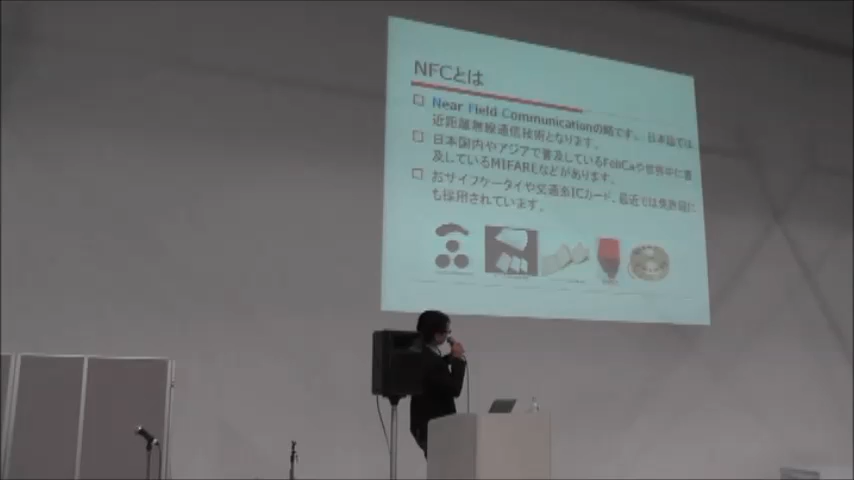 NFCとは
Near Field Communicationの略です。日本語では
近距離無線通信技術となります。
日本国内やアジアで普及しているFeliCaや世界中に普
及しているMIFAREなどがあります。
おサイフケータイや交通系ICカード、最近では免許証に
も採用されています。